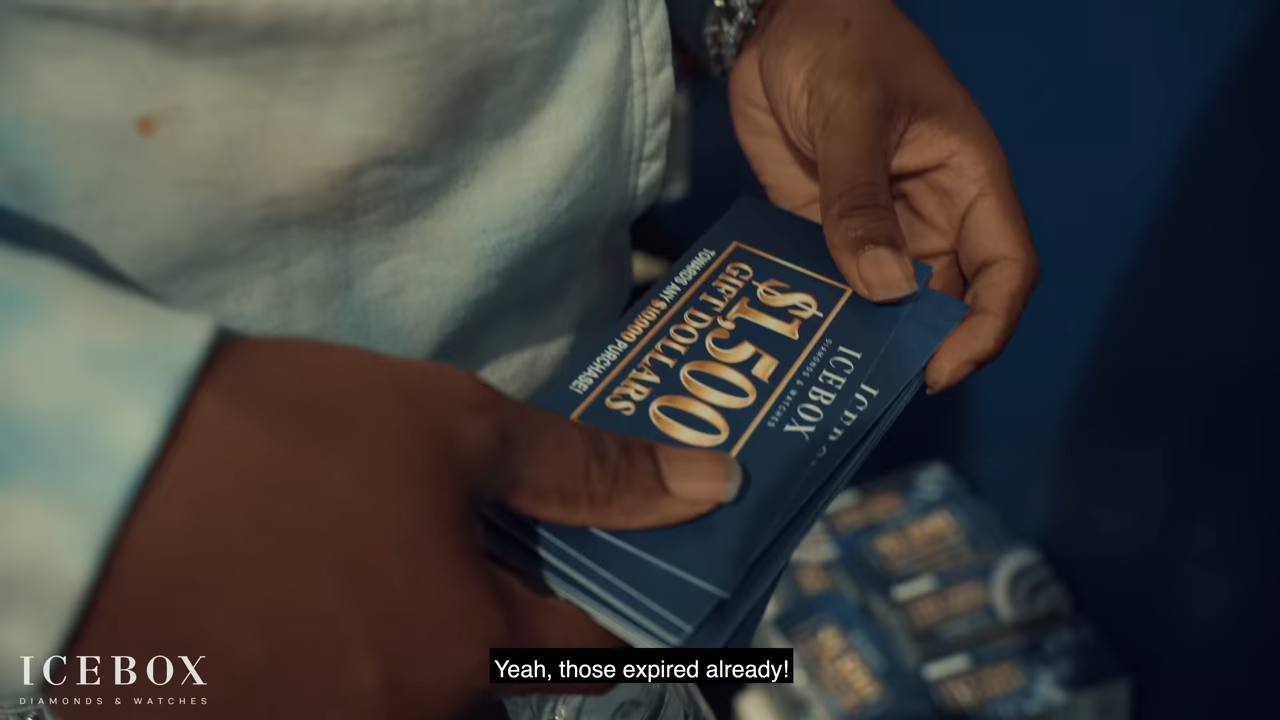 ICEBOX
DIAMONDS & WATCHES
$1,500
GIFT DOLLARS
TOWARDS ANY $10,000 PURCHASE!
Yeah, those expired already!
ICEBOX
DIAMONDS & WATCHES